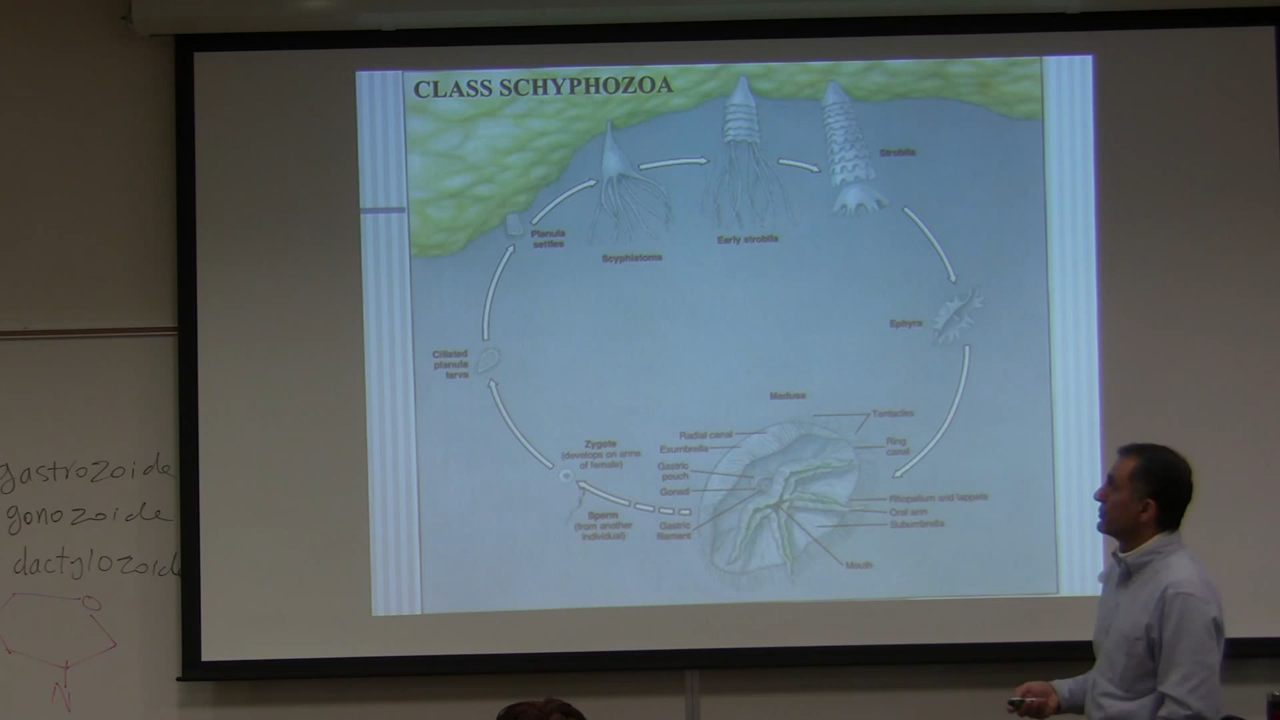 CLASS SCHYPHOZOA
Strobila
Planula
settles
Early strobila
Scyphistoma
Ephyra
Ciliated
planula
larva
Medusa
Tentacles
Radial canal
Ring
canal
Exumbrella
Zygote
(develops on arms
of female)
Gastric
pouch
Gonad
Rhopalium and lappets
Oral arm
Subumbrella
Sperm
(from another
individual)
Gastric
filament
Mouth
gastrozoide
gonozoide
dactylozoide
O
N